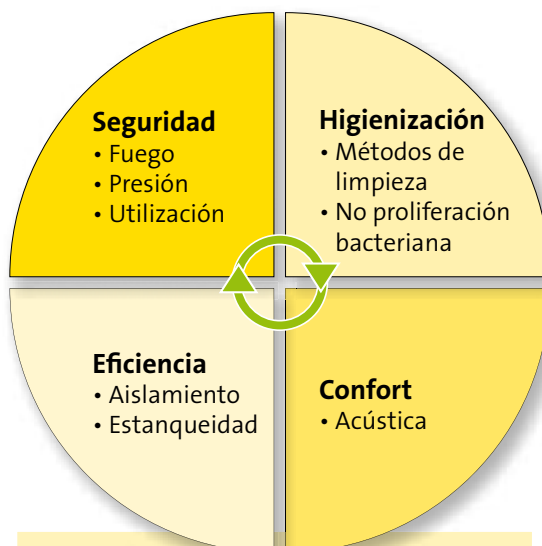 Seguridad
• Fuego
• Presión
• Utilización
Higienización
• Métodos de
limpieza
• No proliferación
bacteriana
Eficiencia
• Aislamiento
• Estanqueidad
Confort
• Acústica